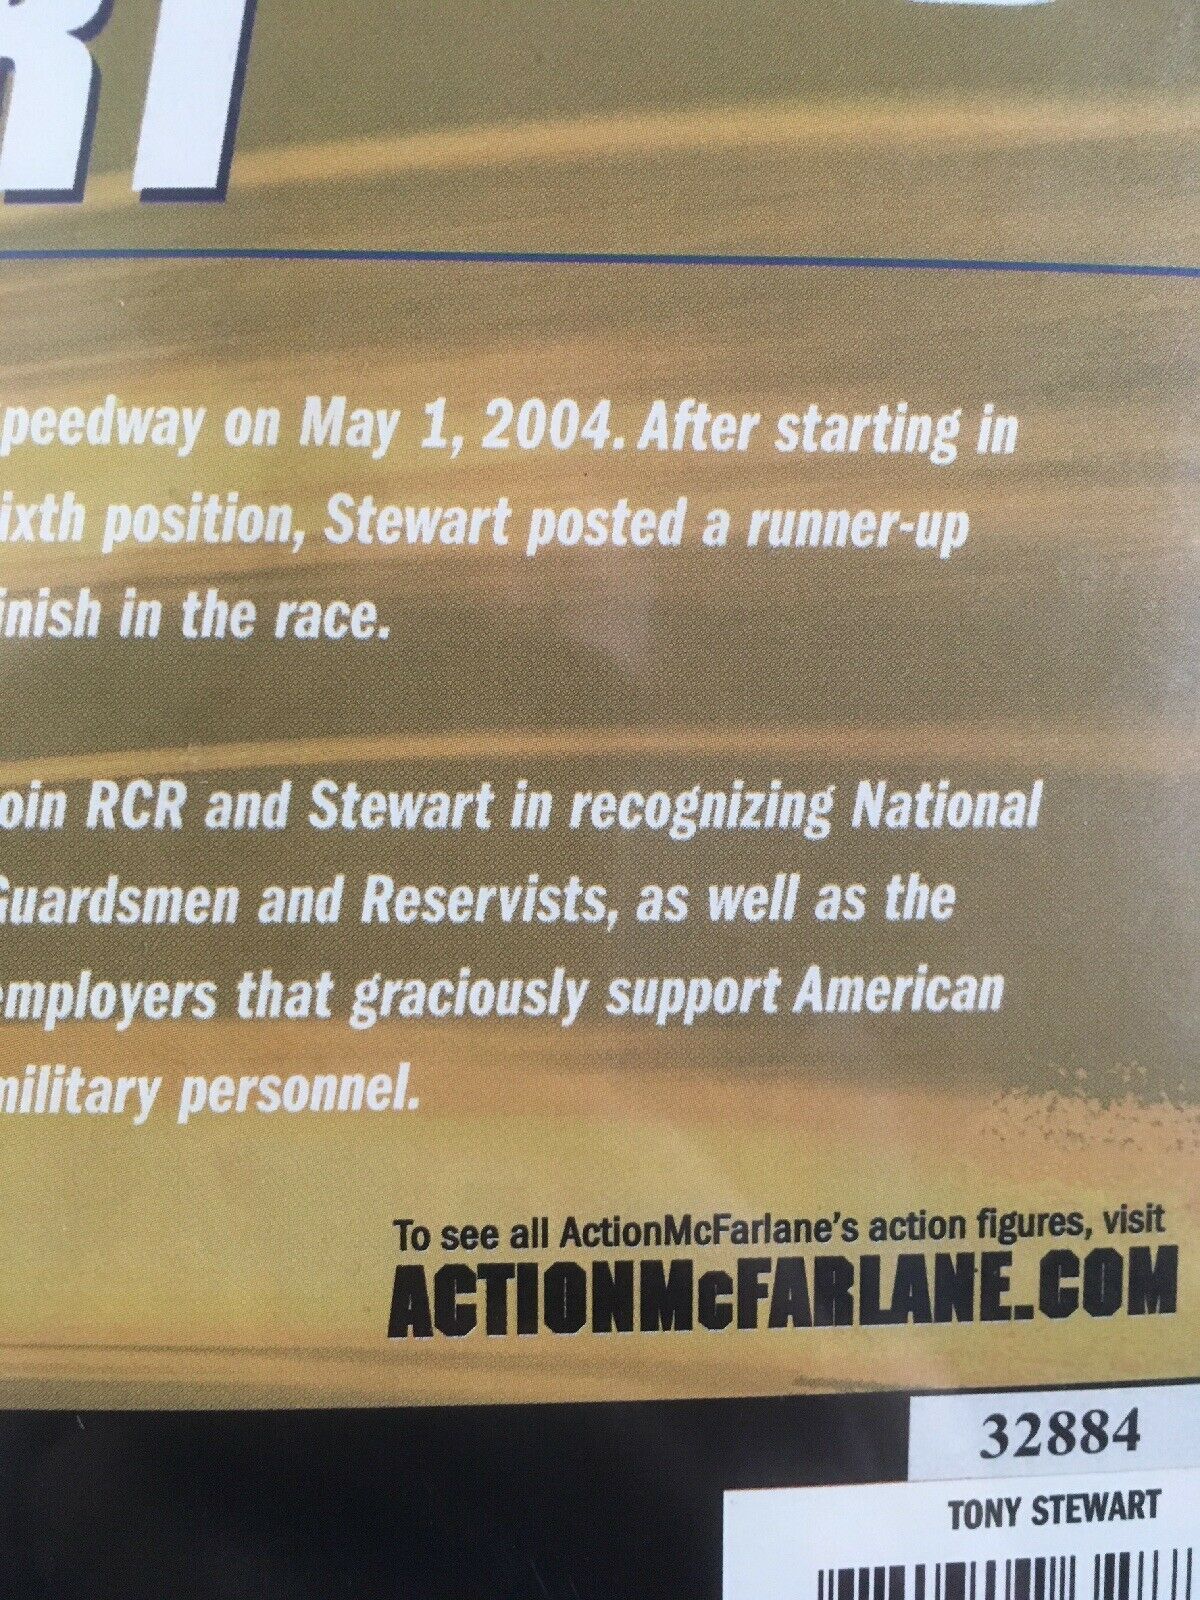 RT
peedway on May 1, 2004. After starting in
ixth position, Stewart posted a runner-up
inish in the race.
oin RCR and Stewart in recognizing National
Guardsmen and Reservists, as well as the
employers that graciously support American
military personnel.
To see all ActionMcFarlane's action figures, visit
ACTIONMcFARLANE.COM
32884
TONY STEWART